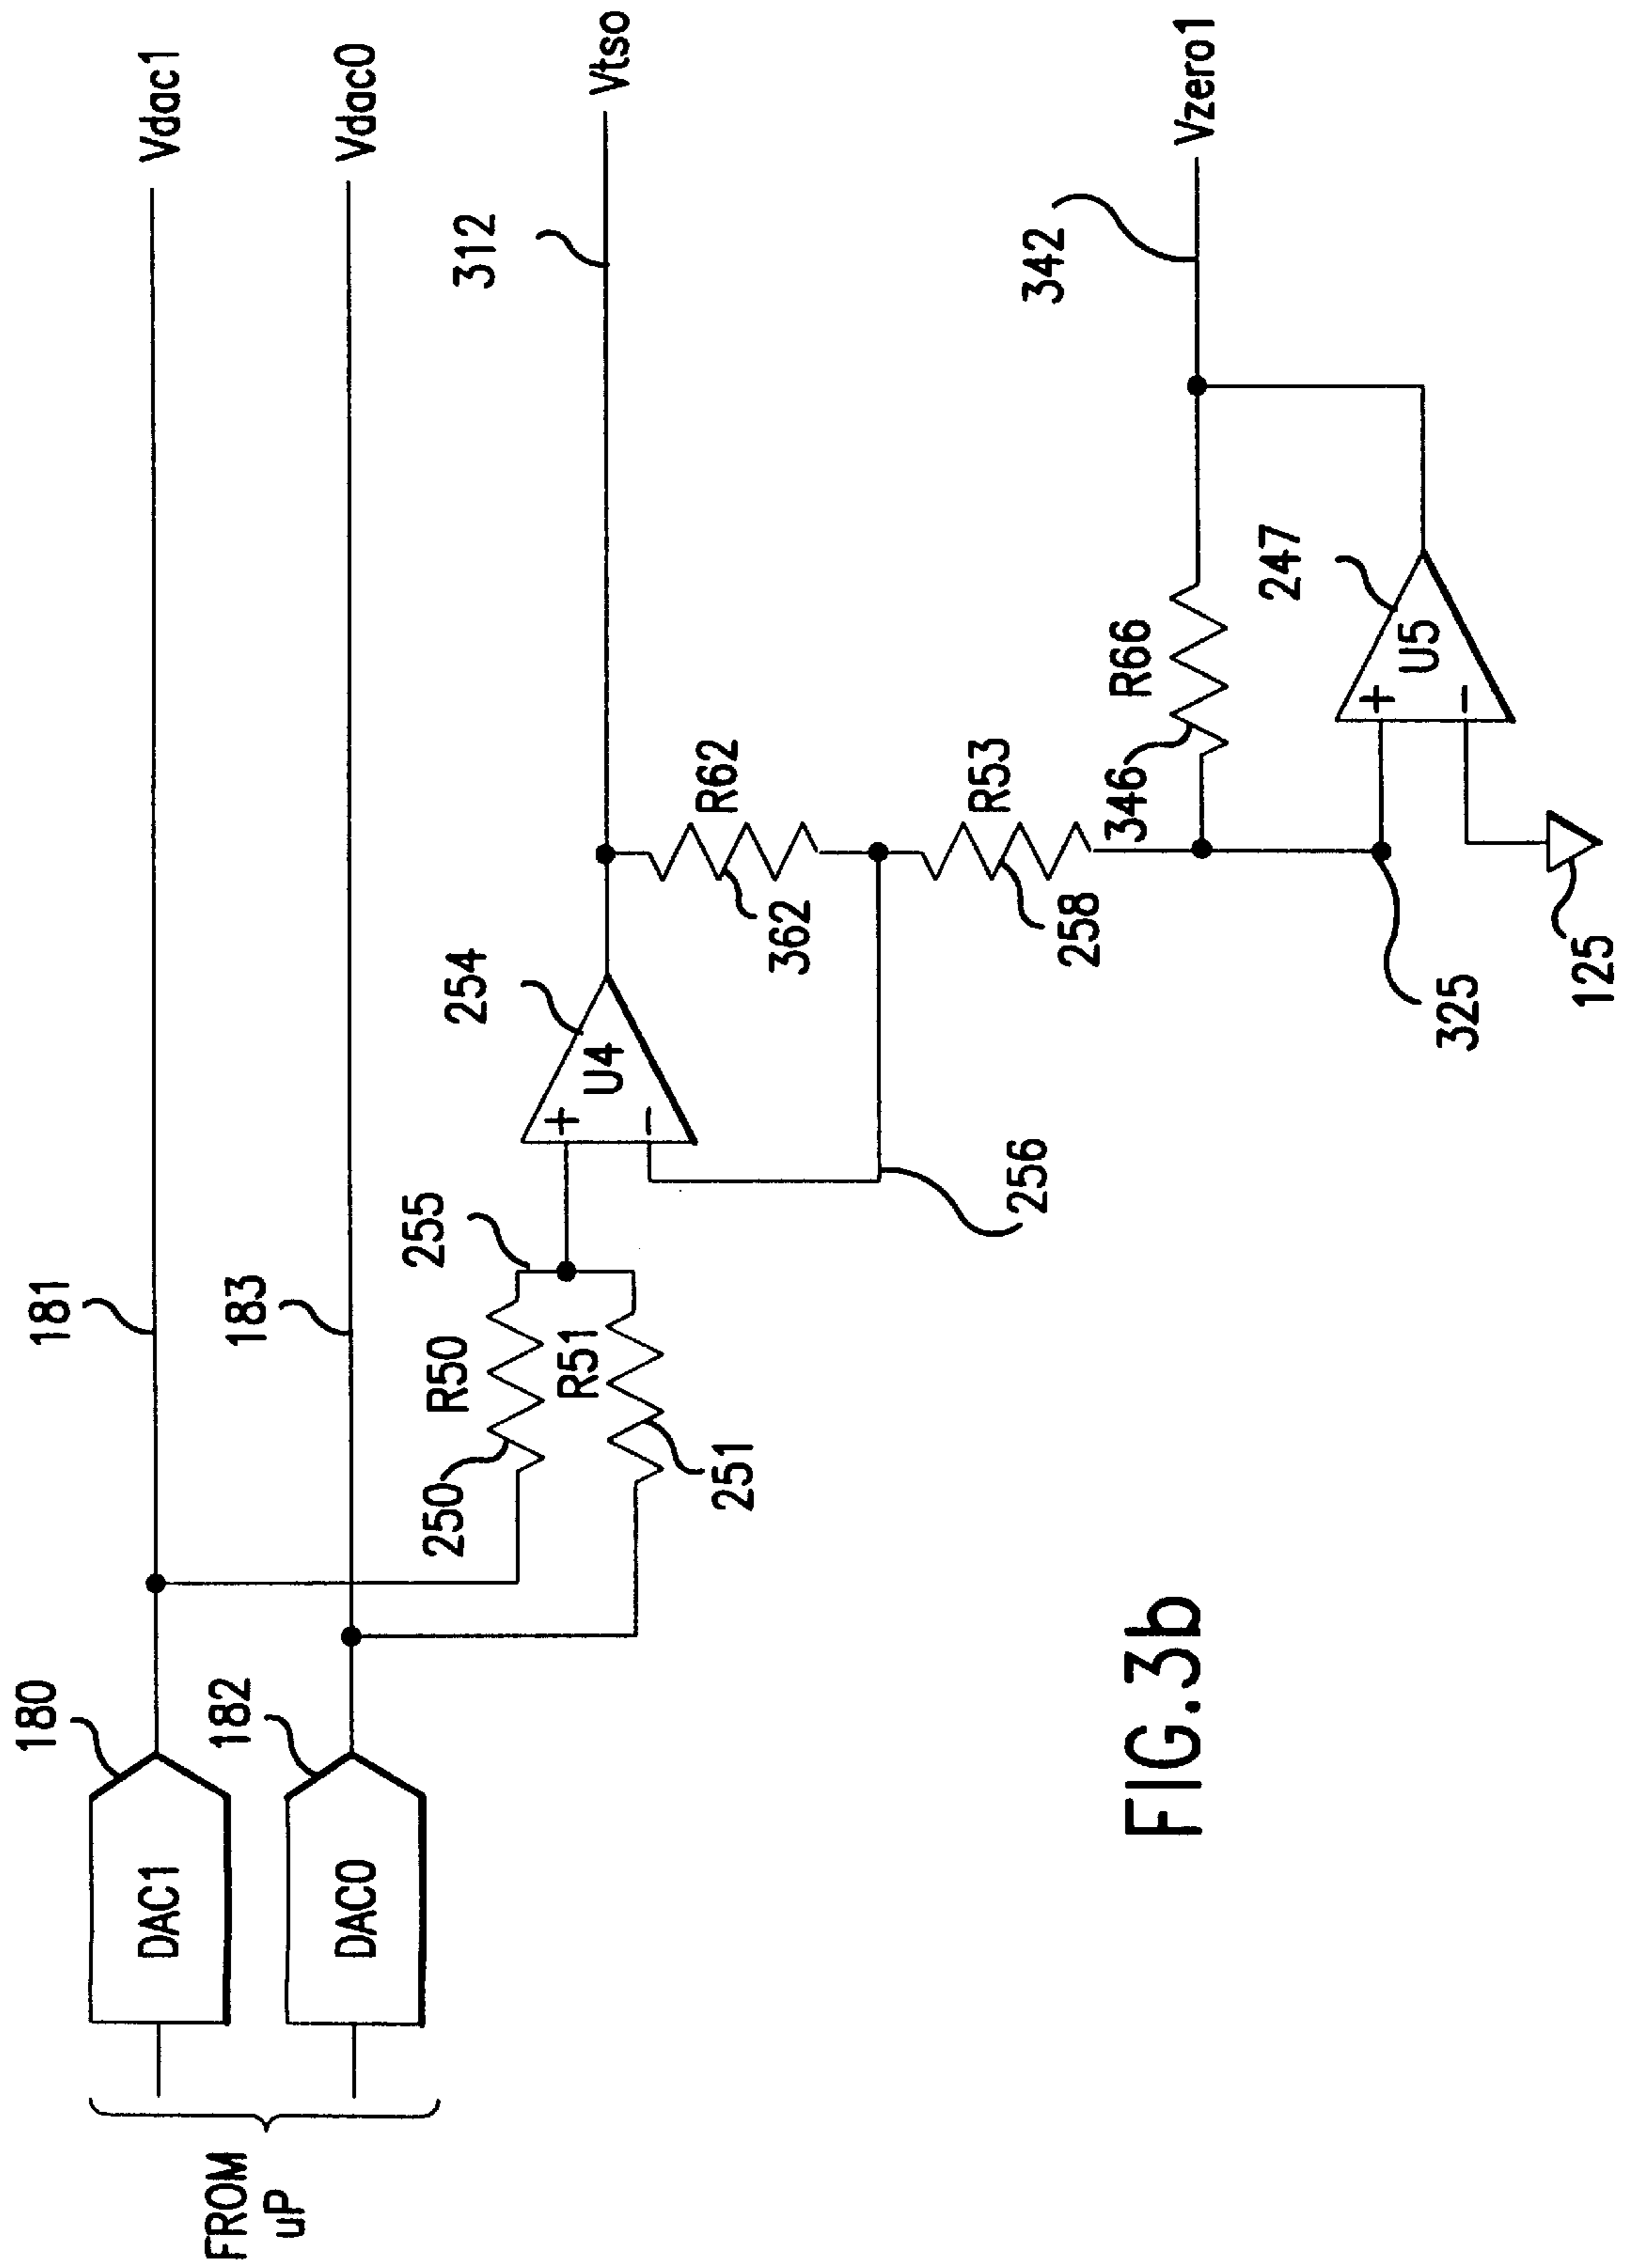 Vdac1
181
180
DAC1
Vdac0
183
182
DAC0
FROM
uP
Vtso
312
254
U4
+
−
255
R50
250
R51
251
256
R62
362
R53
258
Vzero1
342
R66
346
247
U5
+
−
325
125
FIG.3b